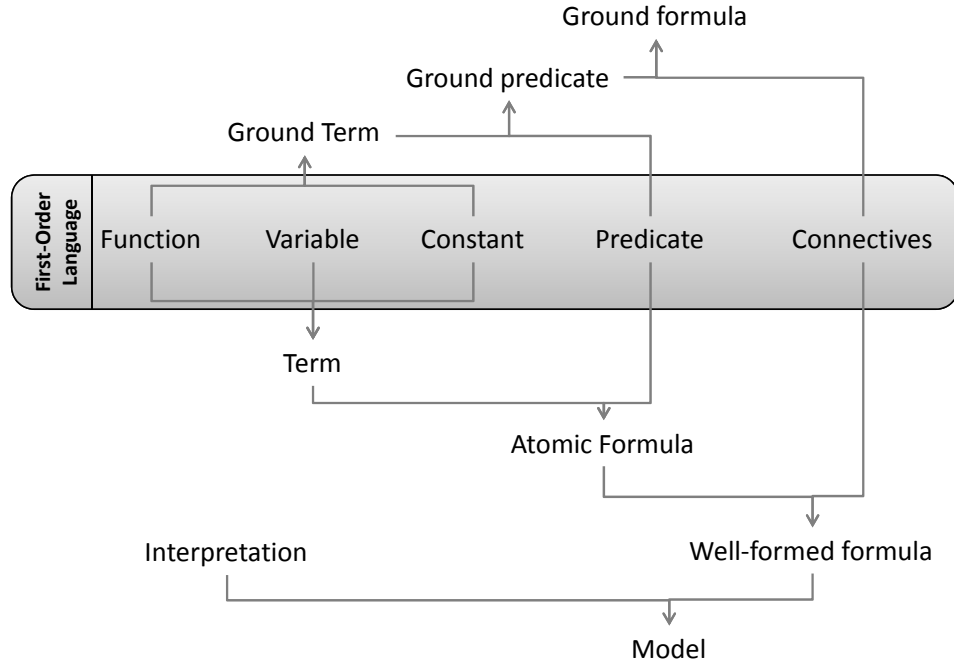 Ground formula
Ground predicate
Ground Term
First-Order
Language
Function
Variable
Constant
Predicate
Connectives
Term
Atomic Formula
Interpretation
Well-formed formula
Model